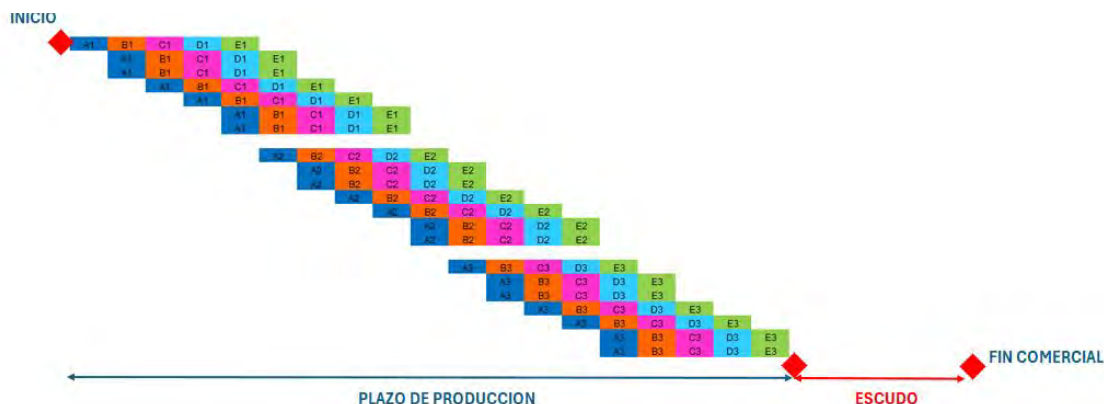 INICIO
A1 B1 C1 D1 E1
A1 B1 C1 D1 E1
A1 B1 C1 D1 E1
A1 B1 C1 D1 E1
A1 B1 C1 D1 E1
A1 B1 C1 D1 E1
A1 B1 C1 D1 E1
A2 B2 C2 D2 E2
A2 B2 C2 D2 E2
A2 B2 C2 D2 E2
A2 B2 C2 D2 E2
A2 B2 C2 D2 E2
A2 B2 C2 D2 E2
A2 B2 C2 D2 E2
A3 B3 C3 D3 E3
A3 B3 C3 D3 E3
A3 B3 C3 D3 E3
A3 B3 C3 D3 E3
A3 B3 C3 D3 E3
A3 B3 C3 D3 E3
A3 B3 C3 D3 E3
FIN COMERCIAL
PLAZO DE PRODUCCION
ESCUDO